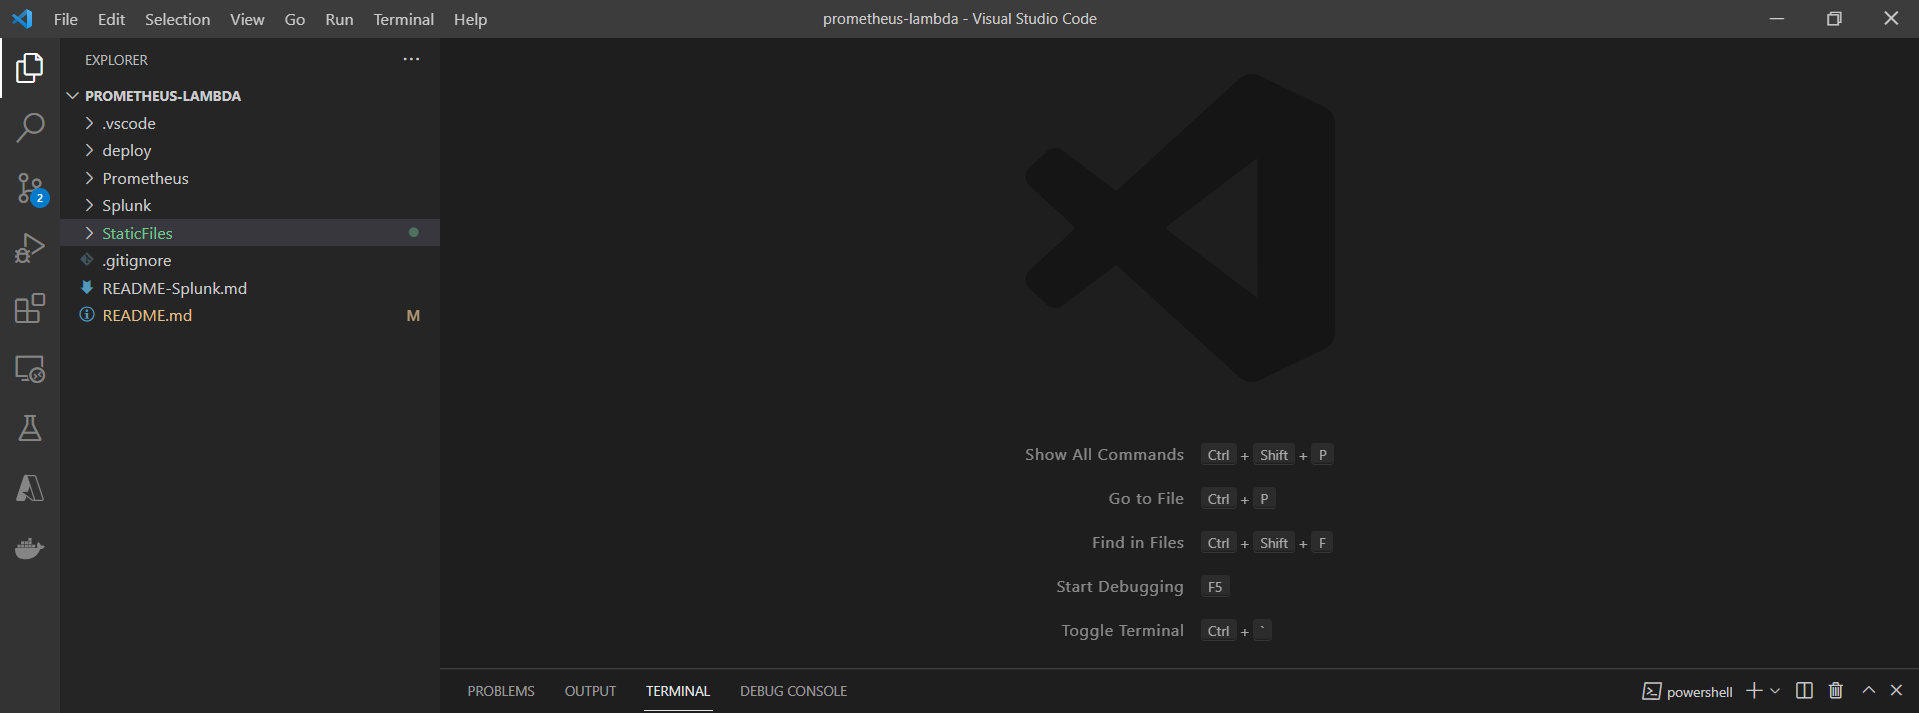 File Edit Selection View Go Run Terminal Help
prometheus-lambda - Visual Studio Code
EXPLORER
PROMETHEUS-LAMBDA
.vscode
deploy
Prometheus
Splunk
StaticFiles
.gitignore
README-Splunk.md
README.md M
2
Show All Commands Ctrl + Shift + P
Go to File Ctrl + P
Find in Files Ctrl + Shift + F
Start Debugging F5
Toggle Terminal Ctrl + `
PROBLEMS OUTPUT TERMINAL DEBUG CONSOLE
powershell